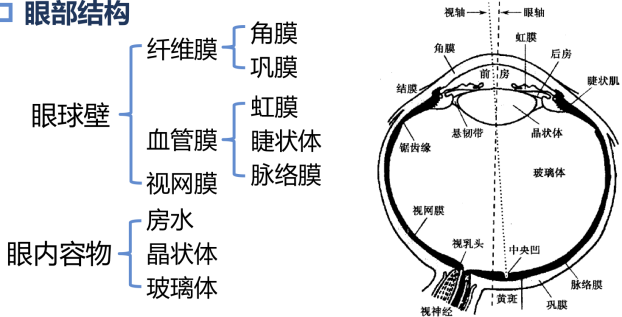 眼部结构
眼球壁
纤维膜
角膜
巩膜
血管膜
虹膜
睫状体
脉络膜
视网膜
眼内容物
房水
晶状体
玻璃体
视轴
眼轴
角膜
虹膜
后房
前房
结膜
睫状肌
悬韧带
晶状体
锯齿缘
玻璃体
视网膜
视乳头
中央凹
脉络膜
黄斑
巩膜
视神经